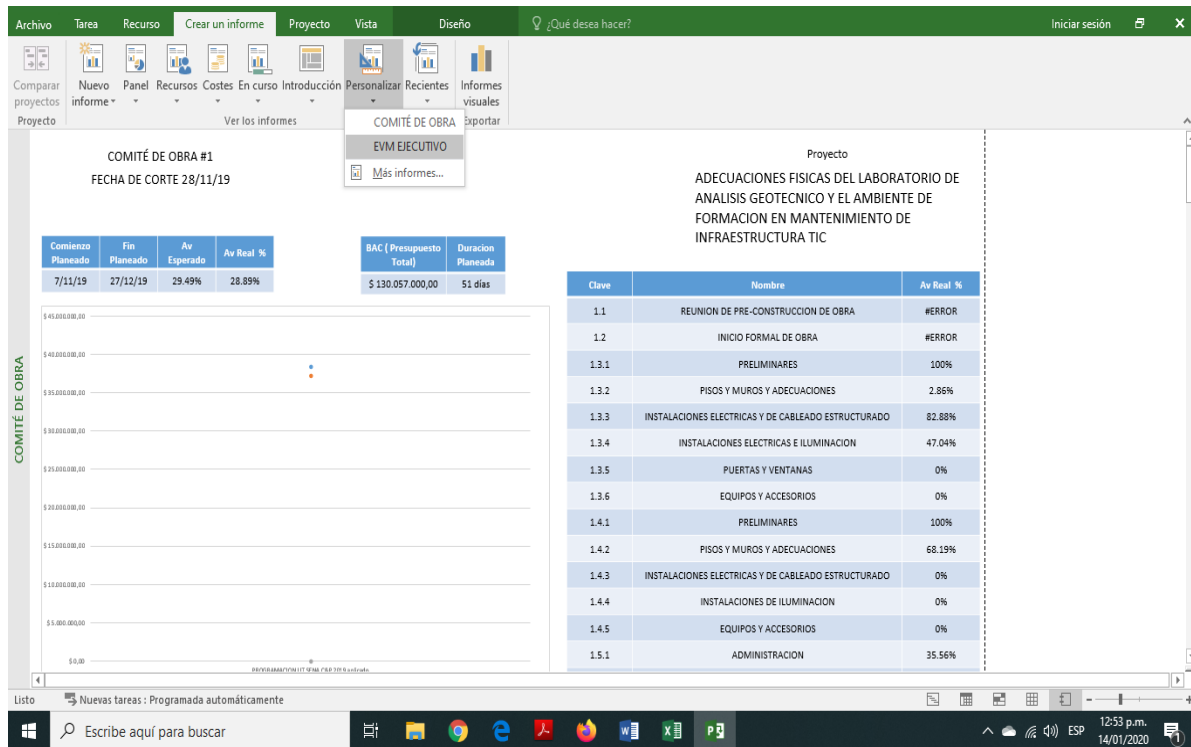 Archivo Tarea Recurso Crear un informe Proyecto Vista Diseño ¿Qué desea hacer? Iniciar sesión
Comparar proyectos
Nuevo informe
Panel
Recursos
Costes
En curso
Introducción
Personalizar
Recientes
Informes visuales
Proyecto
Ver los informes
Exportar
COMITÉ DE OBRA
EVM EJECUTIVO
Más informes...
COMITÉ DE OBRA #1
FECHA DE CORTE 28/11/19
Proyecto
ADECUACIONES FISICAS DEL LABORATORIO DE
ANALISIS GEOTECNICO Y EL AMBIENTE DE
FORMACION EN MANTENIMIENTO DE
INFRAESTRUCTURA TIC
Comienzo Planeado Fin Planeado Av Esperado Av Real %
7/11/19 27/12/19 29.49% 28.89%
BAC ( Presupuesto Total) Duracion Planeada
$ 130.057.000,00 51 días
COMITÉ DE OBRA
$ 45.000.000,00
$ 40.000.000,00
$ 35.000.000,00
$ 30.000.000,00
$ 25.000.000,00
$ 20.000.000,00
$ 15.000.000,00
$ 10.000.000,00
$ 5.000.000,00
$ 0,00
PROGRAMACION UT SENA C&P 2019 aplicado
Clave Nombre Av Real %
1.1 REUNION DE PRE-CONSTRUCCION DE OBRA #ERROR
1.2 INICIO FORMAL DE OBRA #ERROR
1.3.1 PRELIMINARES 100%
1.3.2 PISOS Y MUROS Y ADECUACIONES 2.86%
1.3.3 INSTALACIONES ELECTRICAS Y DE CABLEADO ESTRUCTURADO 82.88%
1.3.4 INSTALACIONES ELECTRICAS E ILUMINACION 47.04%
1.3.5 PUERTAS Y VENTANAS 0%
1.3.6 EQUIPOS Y ACCESORIOS 0%
1.4.1 PRELIMINARES 100%
1.4.2 PISOS Y MUROS Y ADECUACIONES 68.19%
1.4.3 INSTALACIONES ELECTRICAS Y DE CABLEADO ESTRUCTURADO 0%
1.4.4 INSTALACIONES DE ILUMINACION 0%
1.4.5 EQUIPOS Y ACCESORIOS 0%
1.5.1 ADMINISTRACION 35.56%
Listo Nuevas tareas : Programada automáticamente
Escribe aquí para buscar
ESP
12:53 p.m.
14/01/2020